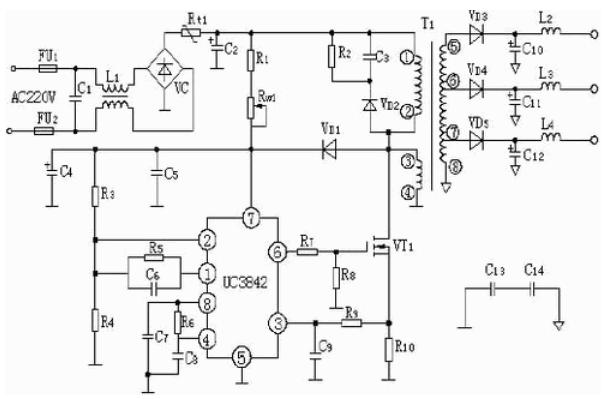 Rt1
T1
VD3
L2
FU1
L1
VC
C2
R1
R2
C3
①
⑤
C10
AC220V
C1
Rw1
VD2
②
⑥
VD4
L3
C11
FU2
VD1
③
⑦
VD5
L4
C4
C5
④
⑧
C12
R3
⑦
②
⑥
R7
VT1
R5
C6
①
UC3842
R8
C13
C14
R4
⑧
R6
③
R9
C7
④
C8
⑤
C9
R10